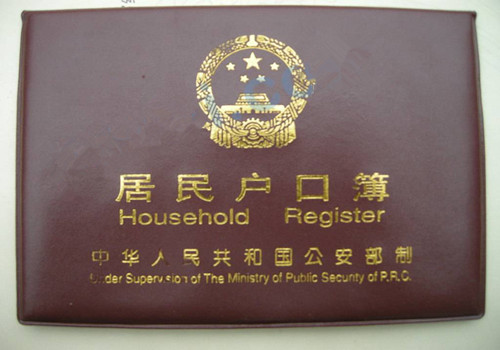 居民户口簿
Household Register
中华人民共和国公安部制
Under Supervision of The Ministry of Public Security of P.R.C.